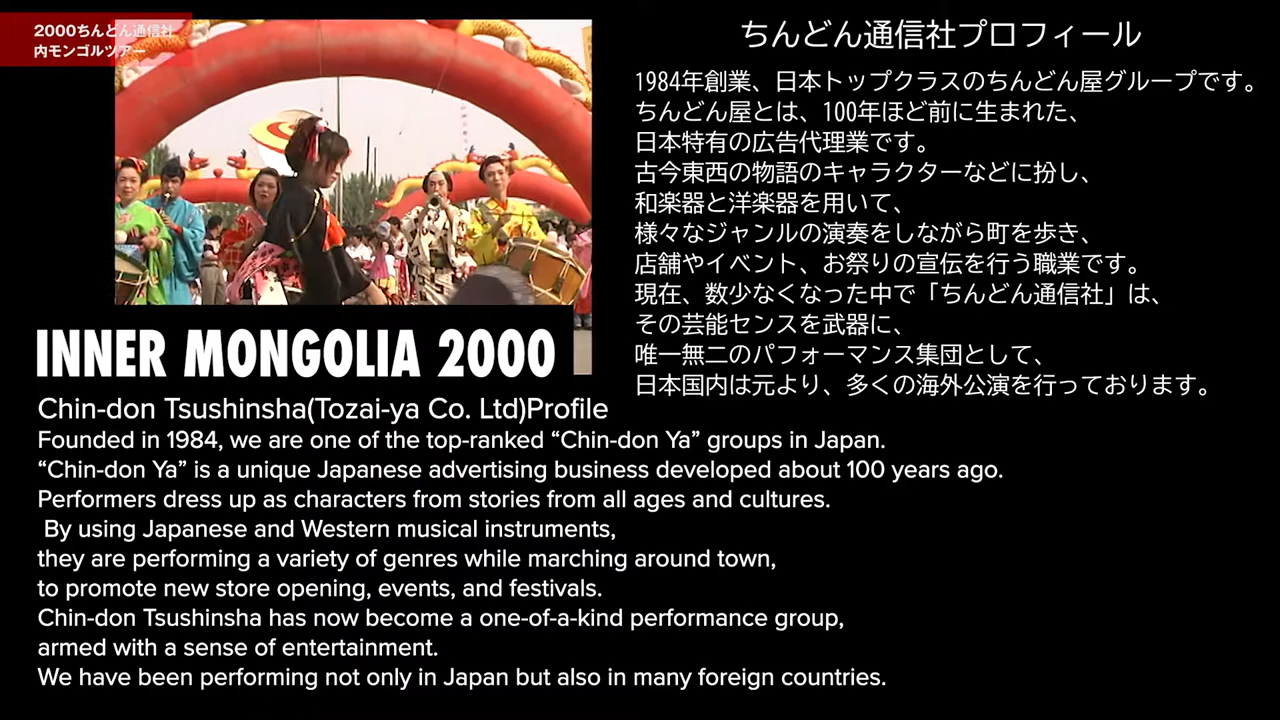 2000ちんどん通信社
内モンゴルツアー
INNER MONGOLIA 2000
ちんどん通信社プロフィール
1984年創業、日本トップクラスのちんどん屋グループです。
ちんどん屋とは、100年ほど前に生まれた、
日本特有の広告代理業です。
古今東西の物語のキャラクターなどに扮し、
和楽器と洋楽器を用いて、
様々なジャンルの演奏をしながら町を歩き、
店舗やイベント、お祭りの宣伝を行う職業です。
現在、数少なくなった中で「ちんどん通信社」は、
その芸能センスを武器に、
唯一無二のパフォーマンス集団として、
日本国内は元より、多くの海外公演を行っております。
Chin-don Tsushinsha(Tozai-ya Co. Ltd)Profile
Founded in 1984, we are one of the top-ranked “Chin-don Ya” groups in Japan.
“Chin-don Ya” is a unique Japanese advertising business developed about 100 years ago.
Performers dress up as characters from stories from all ages and cultures.
By using Japanese and Western musical instruments,
they are performing a variety of genres while marching around town,
to promote new store opening, events, and festivals.
Chin-don Tsushinsha has now become a one-of-a-kind performance group,
armed with a sense of entertainment.
We have been performing not only in Japan but also in many foreign countries.